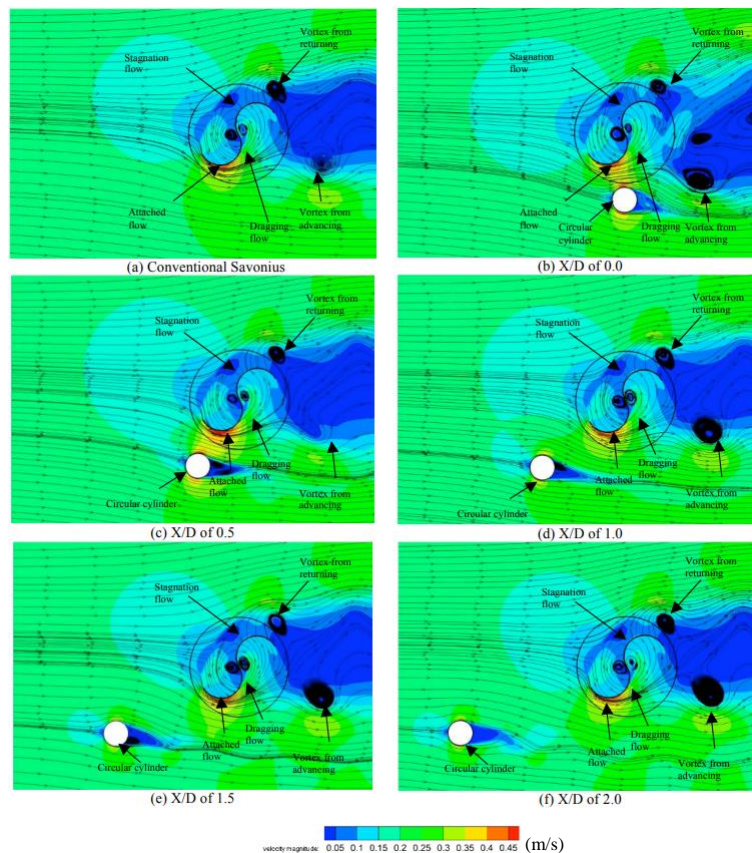 Vortex from
returning
Stagnation
flow
Attached
flow
Dragging
flow
Vortex from
advancing
(a) Conventional Savonius
Vortex from
returning
Stagnation
flow
Attached
flow
Circular
cylinder
Dragging
flow
Vortex from
advancing
(b) X/D of 0.0
Vortex from
returning
Stagnation
flow
Circular cylinder
Attached
flow
Dragging
flow
Vortex from
advancing
(c) X/D of 0.5
Vortex from
returning
Stagnation
flow
Circular cylinder
Attached
flow
Dragging
flow
Vortex from
advancing
(d) X/D of 1.0
Vortex from
returning
Stagnation
flow
Circular cylinder
Attached
flow
Dragging
flow
Vortex from
advancing
(e) X/D of 1.5
Vortex from
returning
Stagnation
flow
Circular cylinder
Attached
flow
Dragging
flow
Vortex from
advancing
(f) X/D of 2.0
velocity magnitude: 0.05 0.1 0.15 0.2 0.25 0.3 0.35 0.4 0.45 (m/s)